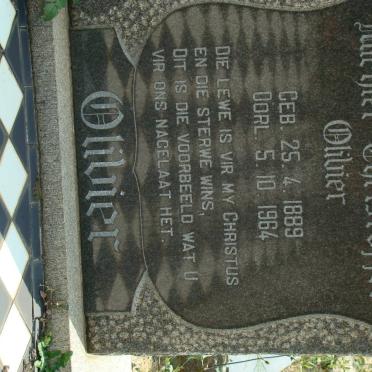 Olivier
GEB. 25. 4. 1889
OORL. 5. 10. 1964
DIE LEWE IS VIR MY CHRISTUS
EN DIE STERWE WINS,
DIT IS DIE VOORBEELD WAT U
VIR ONS NAGELAAT HET.
Olivier